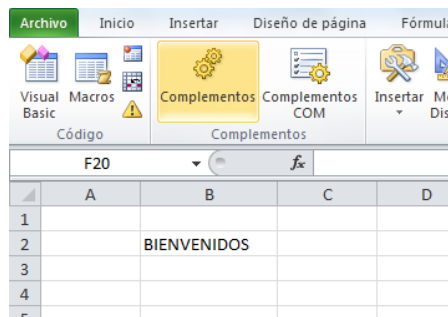 Archivo Inicio Insertar Diseño de página
Visual Basic Macros Complementos Complementos COM Insertar
Código Complementos
F20 fx
A B C D
1
2 BIENVENIDOS
3
4